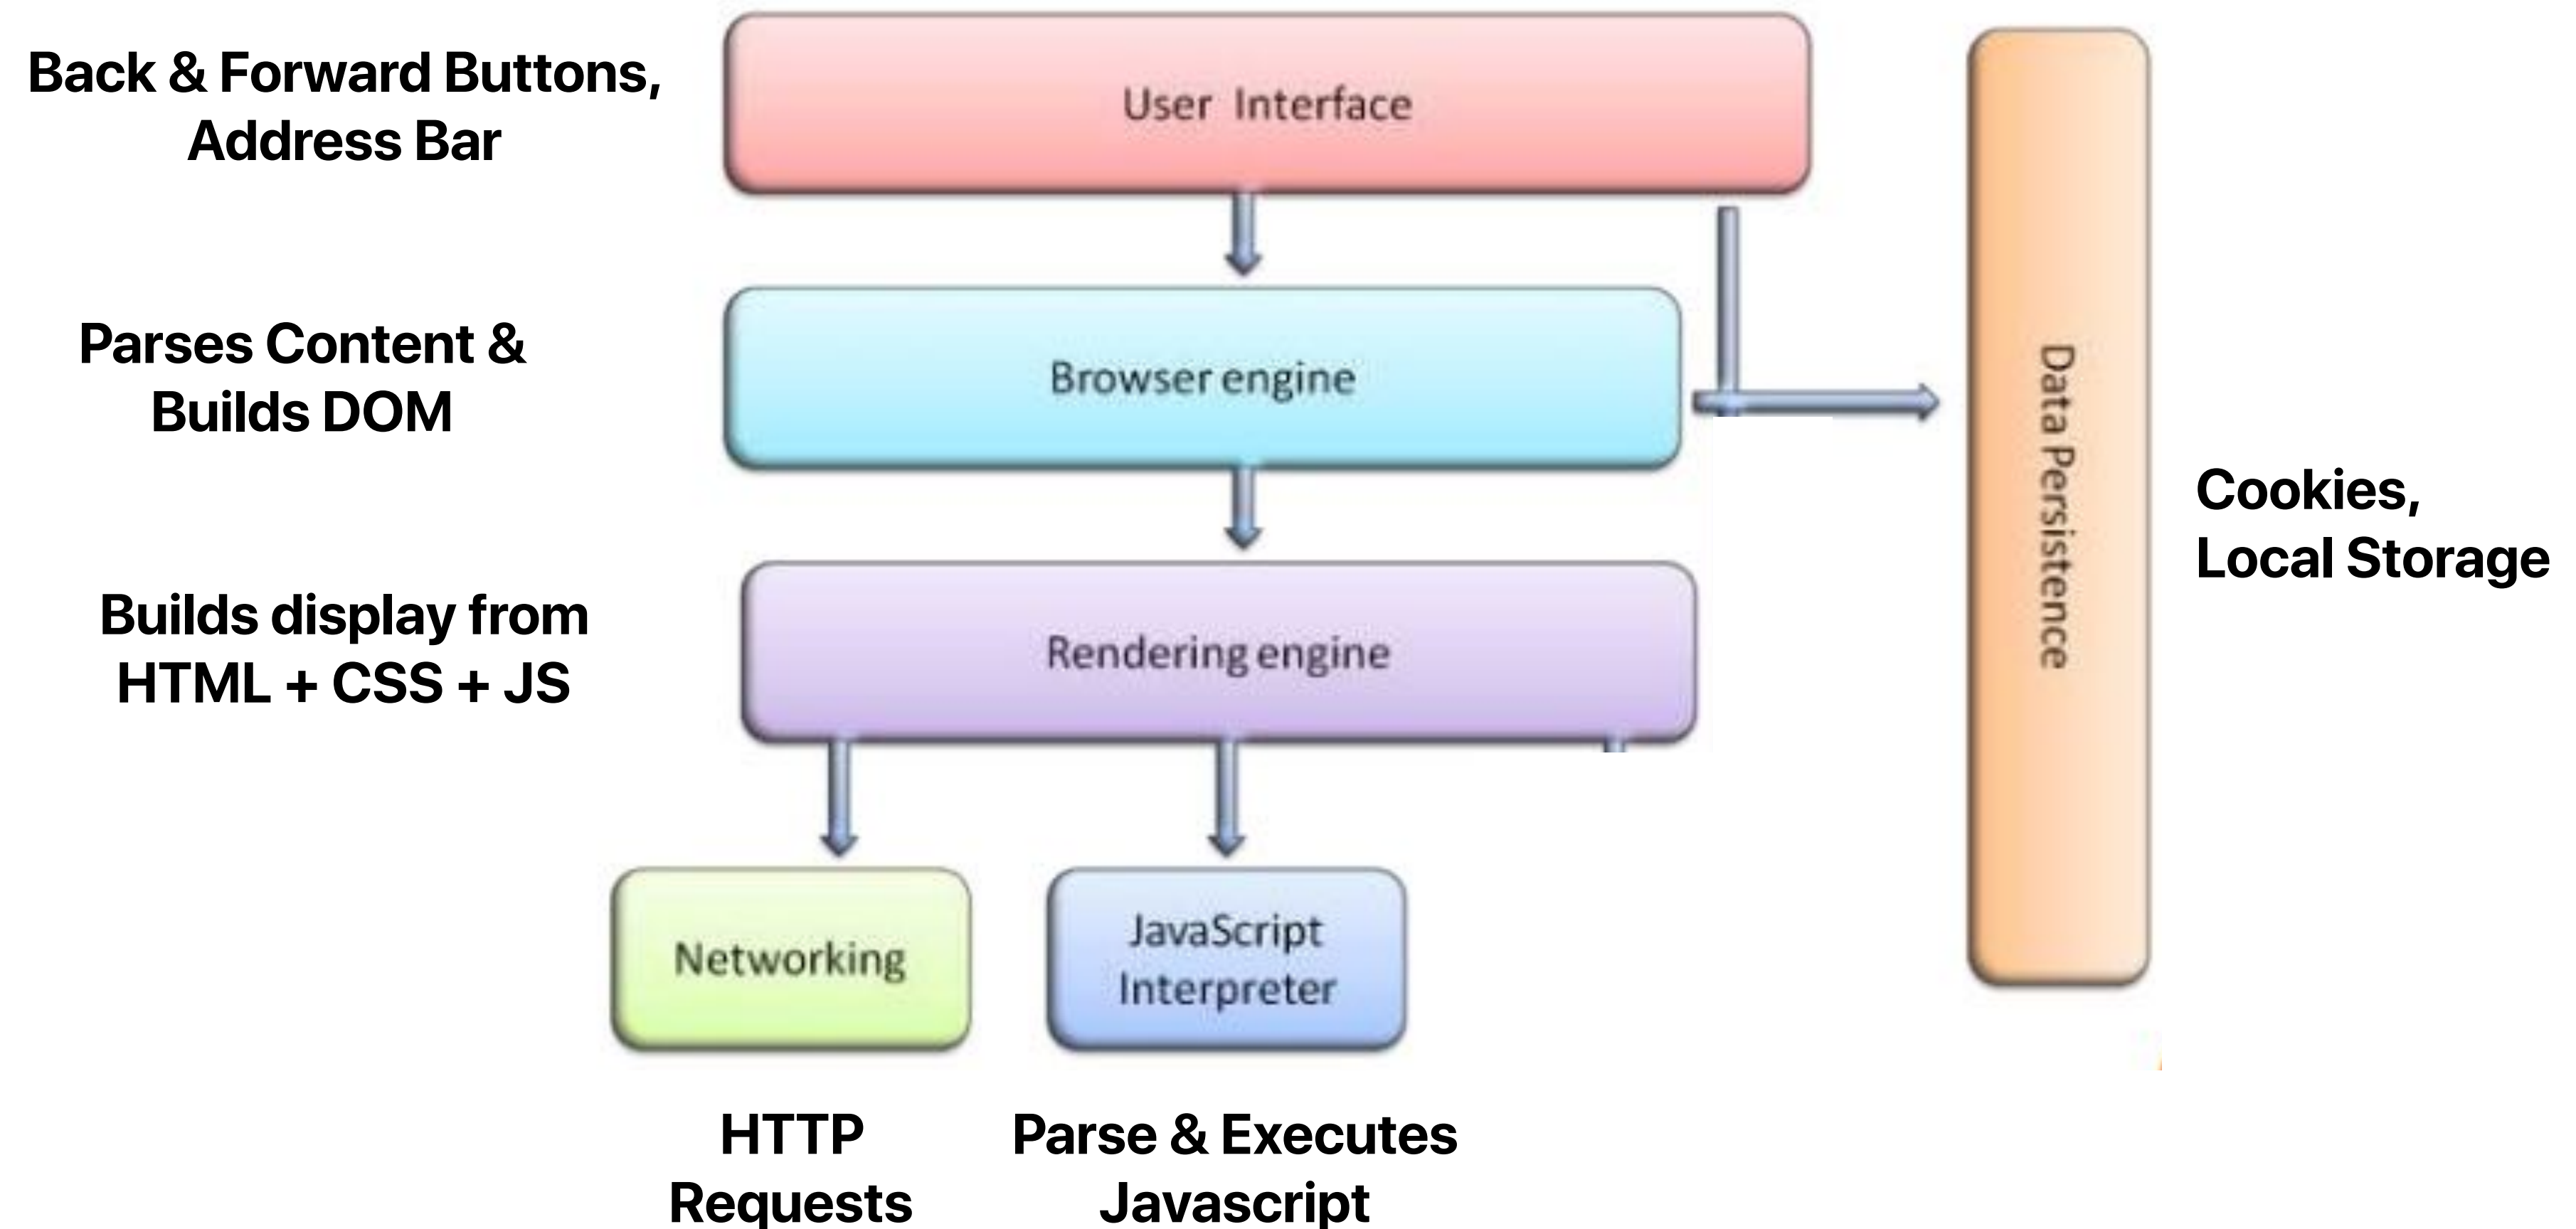 Back & Forward Buttons,
Address Bar
User Interface
Parses Content &
Builds DOM
Browser engine
Data Persistence
Cookies,
Local Storage
Builds display from
HTML + CSS + JS
Rendering engine
Networking
JavaScript
Interpreter
HTTP
Requests
Parse & Executes
Javascript